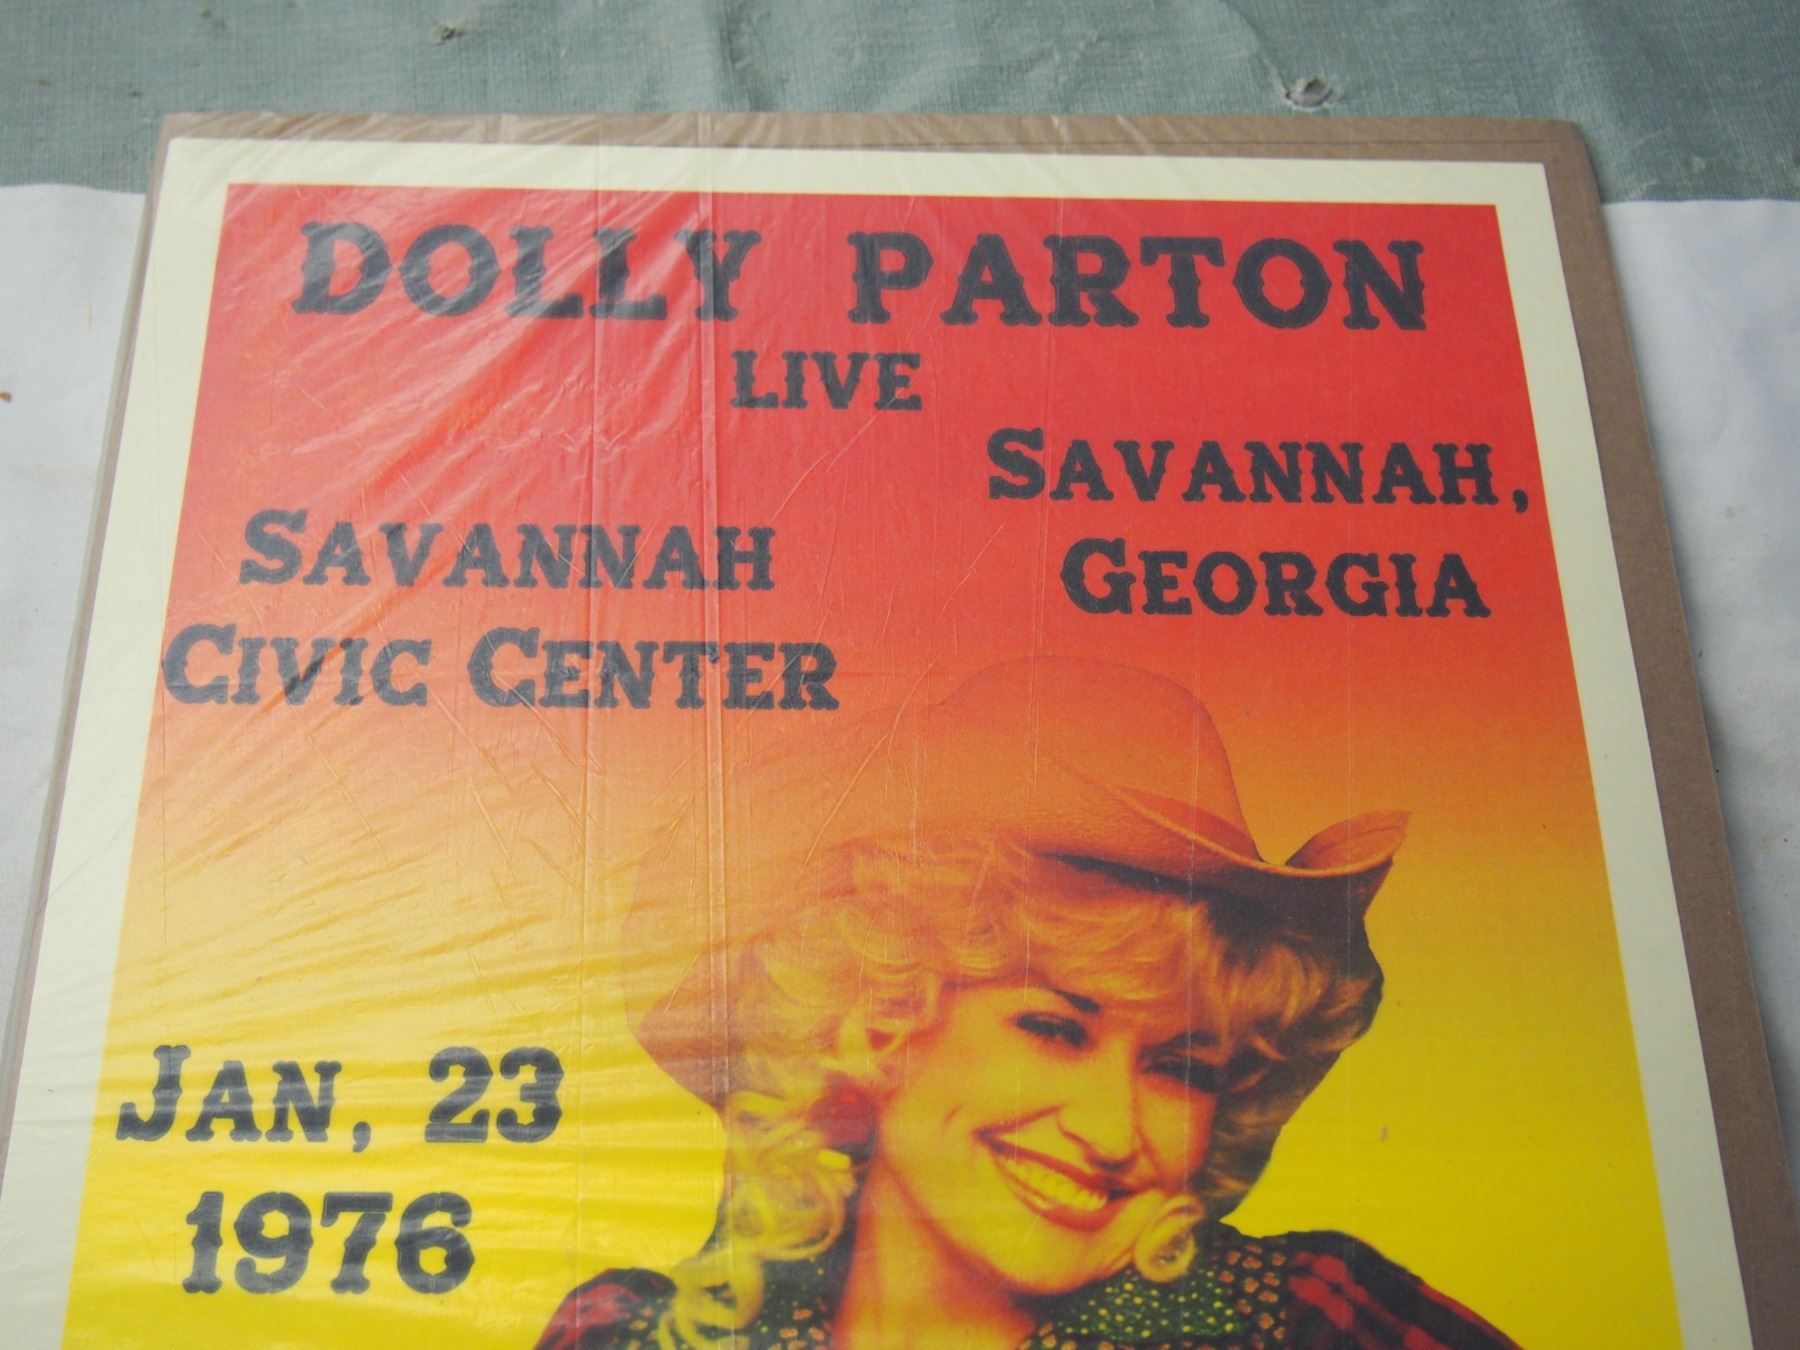 DOLLY PARTON
LIVE
SAVANNAH
CIVIC CENTER
SAVANNAH,
GEORGIA
JAN, 23
1976